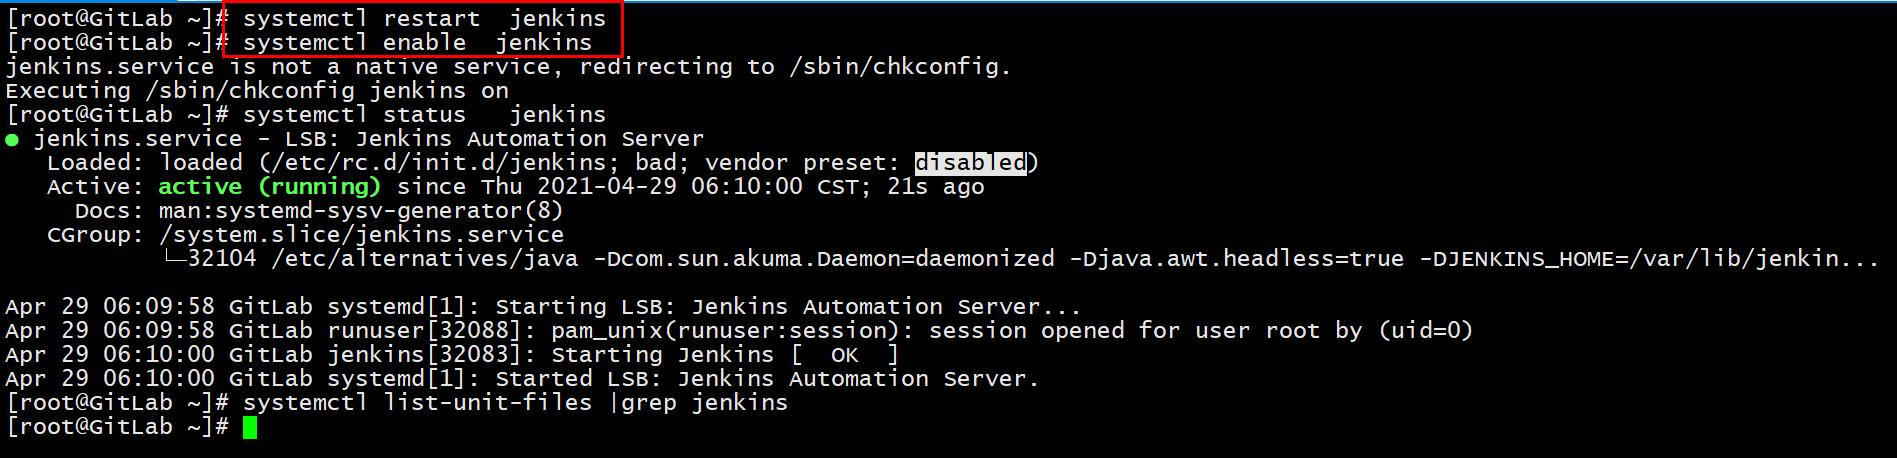 [root@GitLab ~]# systemctl restart  jenkins
[root@GitLab ~]# systemctl enable  jenkins
jenkins.service is not a native service, redirecting to /sbin/chkconfig.
Executing /sbin/chkconfig jenkins on
[root@GitLab ~]# systemctl status   jenkins
● jenkins.service - LSB: Jenkins Automation Server
   Loaded: loaded (/etc/rc.d/init.d/jenkins; bad; vendor preset: disabled)
   Active: active (running) since Thu 2021-04-29 06:10:00 CST; 21s ago
     Docs: man:systemd-sysv-generator(8)
   CGroup: /system.slice/jenkins.service
           └─32104 /etc/alternatives/java -Dcom.sun.akuma.Daemon=daemonized -Djava.awt.headless=true -DJENKINS_HOME=/var/lib/jenkin...
Apr 29 06:09:58 GitLab systemd[1]: Starting LSB: Jenkins Automation Server...
Apr 29 06:09:58 GitLab runuser[32088]: pam_unix(runuser:session): session opened for user root by (uid=0)
Apr 29 06:10:00 GitLab jenkins[32083]: Starting Jenkins [  OK  ]
Apr 29 06:10:00 GitLab systemd[1]: Started LSB: Jenkins Automation Server.
[root@GitLab ~]# systemctl list-unit-files |grep jenkins
[root@GitLab ~]#